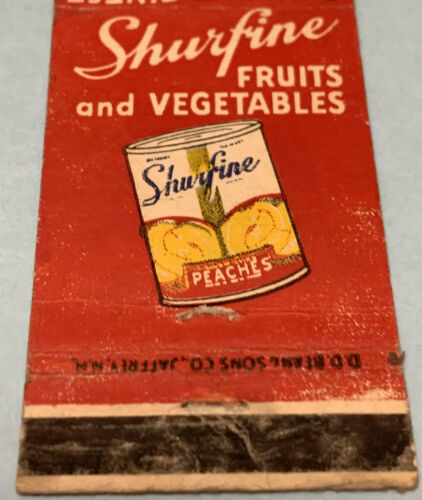 Shurfine
FRUITS
and VEGETABLES
Shurfine
PEACHES
D.D. BEAN & SONS CO., JAFFREY, N.H.